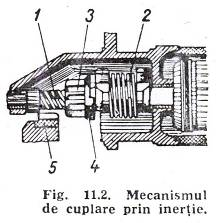 1 3 2
5 4
Fig. 11.2. Mecanismul
de cuplare prin inerție.